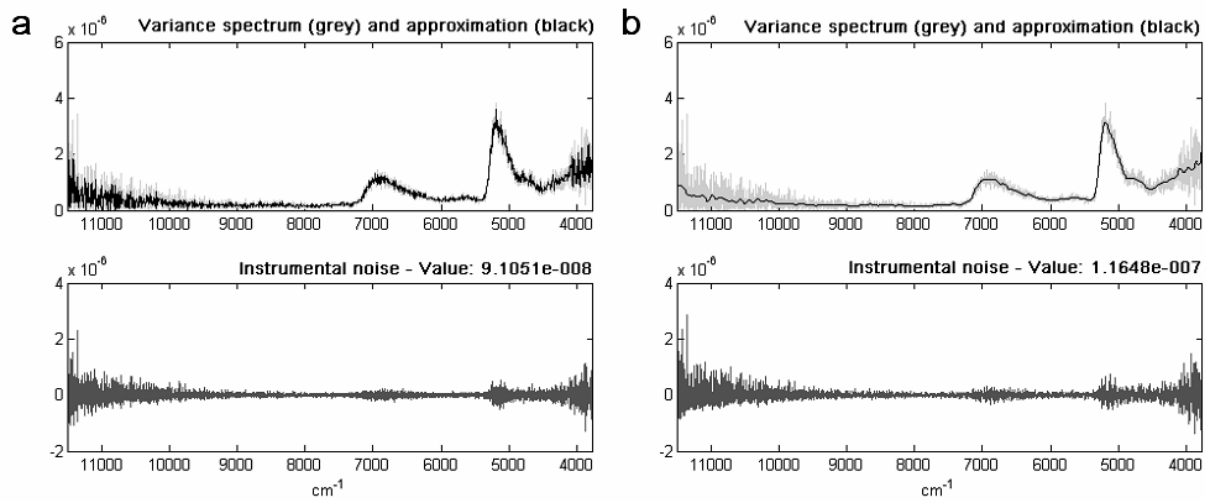 a
x 10⁻⁶ Variance spectrum (grey) and approximation (black)
6
4
2
0
11000 10000 9000 8000 7000 6000 5000 4000
x 10⁻⁶ Instrumental noise - Value: 9.1051e-008
4
2
0
-2
11000 10000 9000 8000 7000 6000 5000 4000
cm⁻¹
b
x 10⁻⁶ Variance spectrum (grey) and approximation (black)
6
4
2
0
11000 10000 9000 8000 7000 6000 5000 4000
x 10⁻⁶ Instrumental noise - Value: 1.1648e-007
4
2
0
-2
11000 10000 9000 8000 7000 6000 5000 4000
cm⁻¹